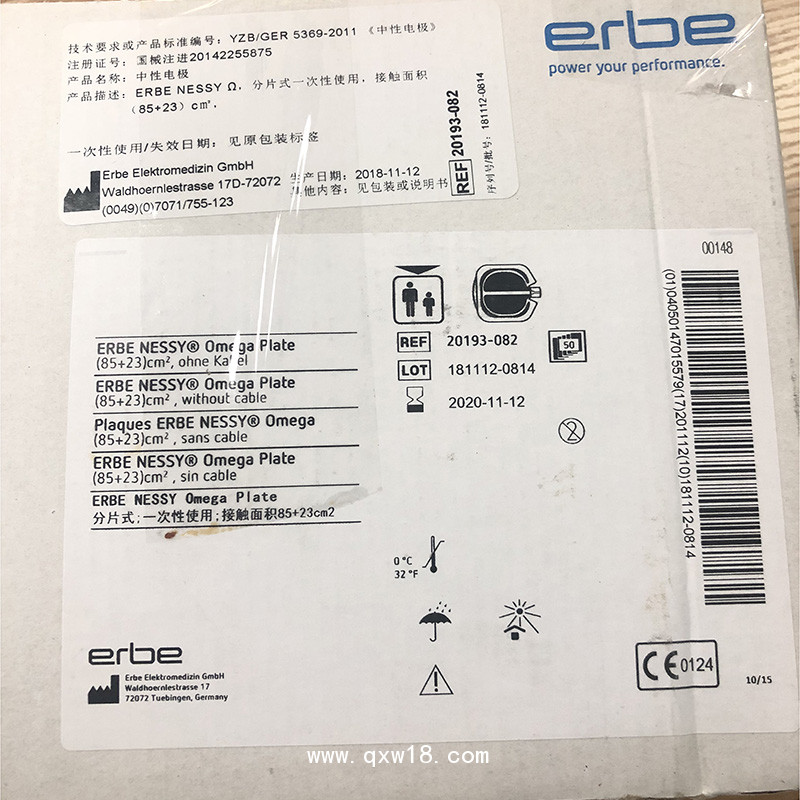 技术要求或产品标准编号: YZB/GER 5369-2011 《中性电极》
注册证号: 国械注进20142255875
产品名称: 中性电极
产品描述: ERBE NESSY Ω, 分片式一次性使用, 接触面积
(85+23) cm².
一次性使用/失效日期: 见原包装标签
Erbe Elektromedizin GmbH
Waldhoernlestrasse 17D-72072
(0049)(0)7071/755-123
生产日期: 2018-11-12
其他内容: 见包装或说明书
REF 20193-082
序列号/批号: 181112-0814
erbe
power your performance.
00148
ERBE NESSY® Omega Plate
(85+23)cm², ohne Kabel
ERBE NESSY® Omega Plate
(85+23)cm² , without cable
Plaques ERBE NESSY® Omega
(85+23)cm² , sans cable
ERBE NESSY® Omega Plate
(85+23)cm² , sin cable
ERBE NESSY Omega Plate
分片式;一次性使用;接触面积85+23cm2
REF 20193-082
50
LOT 181112-0814
2020-11-12
2
(01)04050147015579(17)201112(10)181112-0814
0°C
32°F
erbe
Erbe Elektromedizin GmbH
Waldhoernlestrasse 17
72072 Tuebingen, Germany
CE 0124
10/15
www.qxw18.com